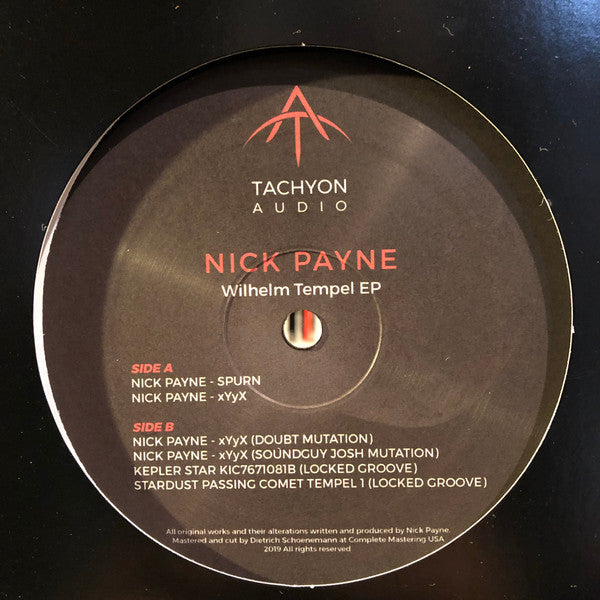 TACHYON
AUDIO
NICK PAYNE
Wilhelm Tempel EP
SIDE A
NICK PAYNE - SPURN
NICK PAYNE - xYyX
SIDE B
NICK PAYNE - xYyX (DOUBT MUTATION)
NICK PAYNE - xYyX (SOUNDGUY JOSH MUTATION)
KEPLER STAR KIC7671081B (LOCKED GROOVE)
STARDUST PASSING COMET TEMPEL 1 (LOCKED GROOVE)
All original works and their alterations written and produced by Nick Payne.
Mastered and cut by Dietrich Schoenemann at Complete Mastering USA
2019 All rights reserved